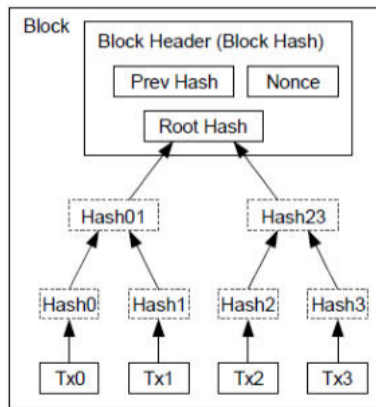 Block
Block Header (Block Hash)
Prev Hash Nonce
Root Hash
Hash01 Hash23
Hash0 Hash1 Hash2 Hash3
Tx0 Tx1 Tx2 Tx3